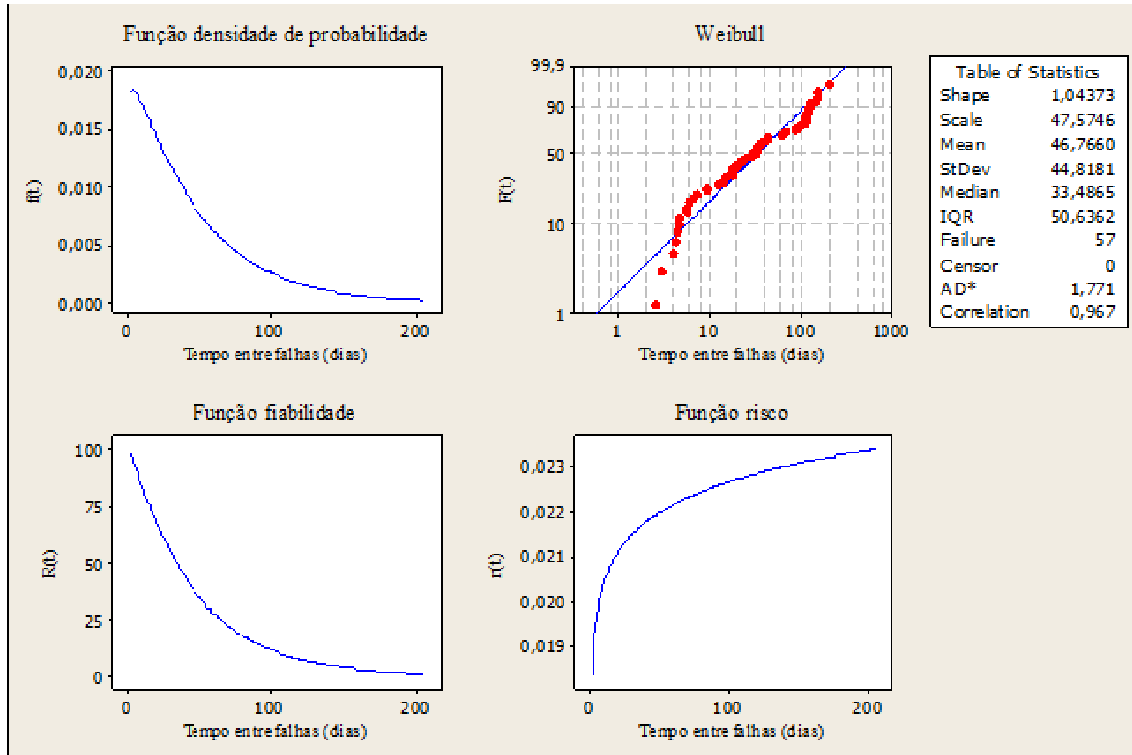 Função densidade de probabilidade
0,020
0,015
0,010
0,005
0,000
f(t)
0
100
200
Tempo entre falhas (dias)
Weibull
99,9
90
50
10
1
F(t)
1
10
100
1000
Tempo entre falhas (dias)
Table of Statistics
Shape 1,04373
Scale 47,5746
Mean 46,7660
StDev 44,8181
Median 33,4865
IQR 50,6362
Failure 57
Censor 0
AD* 1,771
Correlation 0,967
Função fiabilidade
100
75
50
25
0
R(t)
0
100
200
Tempo entre falhas (dias)
Função risco
0,023
0,022
0,021
0,020
0,019
r(t)
0
100
200
Tempo entre falhas (dias)